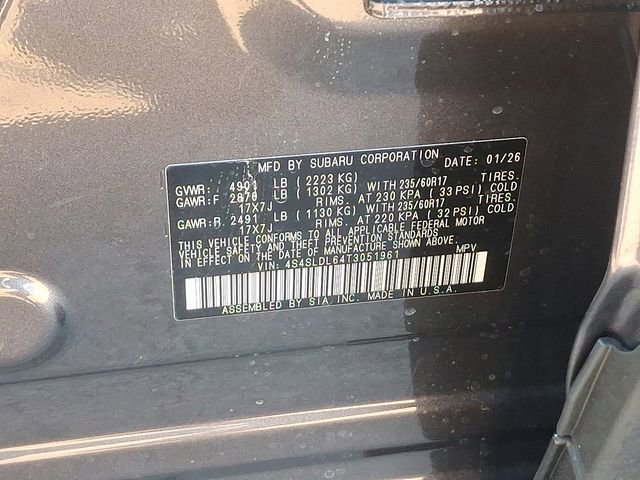 MFD BY SUBARU CORPORATION DATE: 01/26
GVWR: 4901 LB (2223 KG)
GAWR:F 2870 LB (1302 KG) WITH 235/60R17 TIRES.
17X7J RIMS. AT 230 KPA (33 PSI) COLD
GAWR:R 2491 LB (1130 KG) WITH 235/60R17 TIRES.
17X7J RIMS. AT 220 KPA (32 PSI) COLD
THIS VEHICLE CONFORMS TO ALL APPLICABLE FEDERAL MOTOR
VEHICLE SAFETY AND THEFT PREVENTION STANDARDS
IN EFFECT ON THE DATE OF MANUFACTURE SHOWN ABOVE.
VIN: 4S4SLDL64T3051961 MPV
ASSEMBLED BY SIA, INC. MADE IN U.S.A.